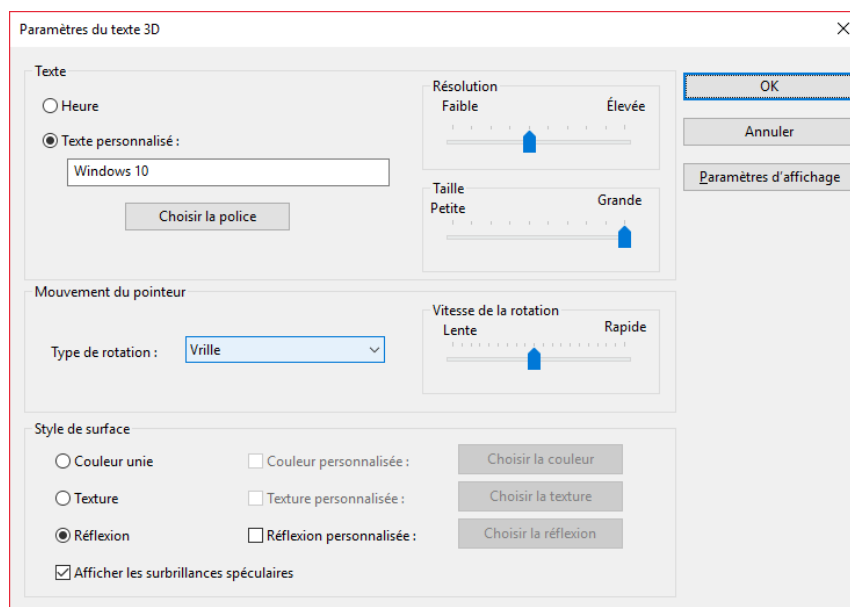 Paramètres du texte 3D
Texte
Heure
Texte personnalisé :
Windows 10
Choisir la police
Résolution
Faible Élevée
Taille
Petite Grande
OK
Annuler
Paramètres d'affichage
Mouvement du pointeur
Type de rotation : Vrille
Vitesse de la rotation
Lente Rapide
Style de surface
Couleur unie Couleur personnalisée : Choisir la couleur
Texture Texture personnalisée : Choisir la texture
Réflexion Réflexion personnalisée : Choisir la réflexion
Afficher les surbrillances spéculaires